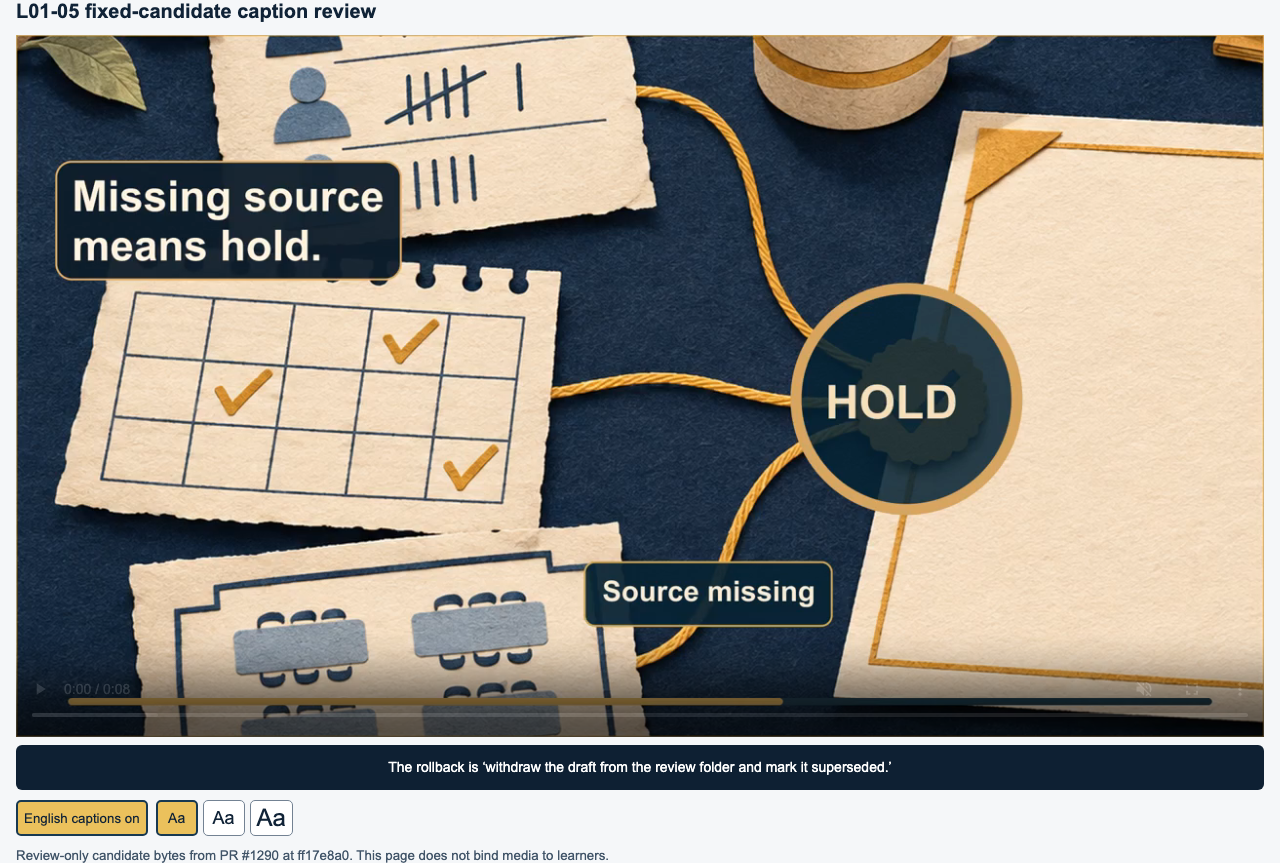 L01-05 fixed-candidate caption review
Missing source
means hold.
HOLD
Source missing
0:00 / 0:08
The rollback is ‘withdraw the draft from the review folder and mark it superseded.’
English captions on
Aa
Aa
Aa
Review-only candidate bytes from PR #1290 at ff17e8a0. This page does not bind media to learners.